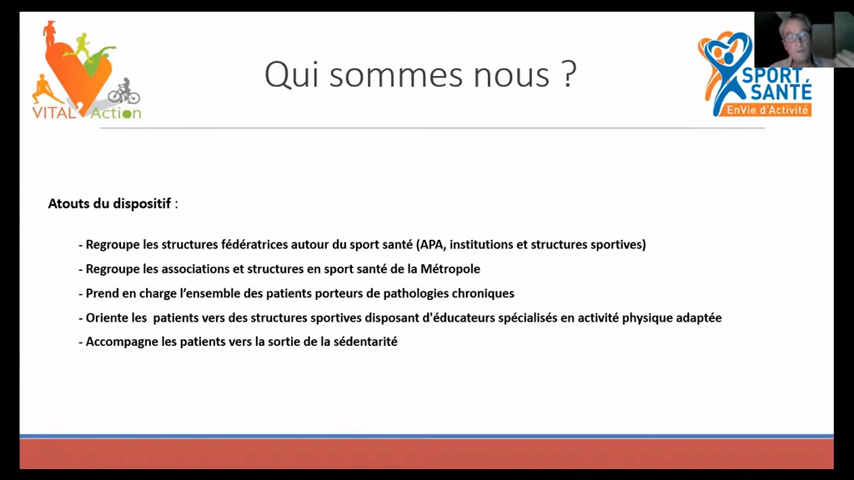 Qui sommes nous ?
VITAL Action
SPORT
SANTÉ
EnVie d'Activité
Atouts du dispositif :
- Regroupe les structures fédératrices autour du sport santé (APA, institutions et structures sportives)
- Regroupe les associations et structures en sport santé de la Métropole
- Prend en charge l'ensemble des patients porteurs de pathologies chroniques
- Oriente les patients vers des structures sportives disposant d'éducateurs spécialisés en activité physique adaptée
- Accompagne les patients vers la sortie de la sédentarité